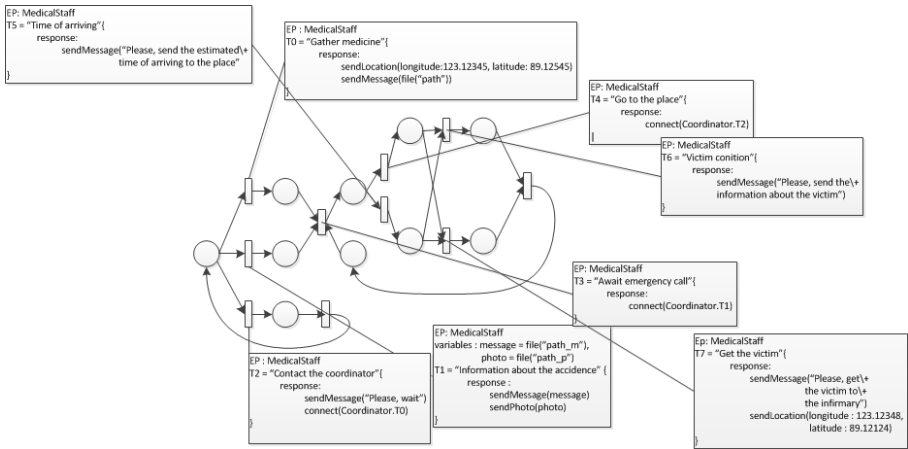 EP: MedicalStaff
T5 = "Time of arriving"{
response:
sendMessage("Please, send the estimated\+
time of arriving to the place"
}
EP : MedicalStaff
T0 = "Gather medicine"{
response:
sendLocation(longitude:123.12345, latitude: 89.12545)
sendMessage(file("path"))
}
EP: MedicalStaff
T4 = "Go to the place"{
response:
connect(Coordinator.T2)
EP: MedicalStaff
T6 = "Victim conition"{
response:
sendMessage("Please, send the\+
information about the victim")
}
EP: MedicalStaff
T3 = "Await emergency call"{
response:
connect(Coordinator.T1)
}
EP : MedicalStaff
T2 = "Contact the coordinator"{
response:
sendMessage("Please, wait")
connect(Coordinator.T0)
}
EP: MedicalStaff
variables : message = file("path_m"),
photo = file("path_p")
T1 = "Information about the accidence" {
response :
sendMessage(message)
sendPhoto(photo)
}
Ep: MedicalStaff
T7 = "Get the victim"{
sendMessage("Please, get\+
the victim to\+
the infirmary")
sendLocation(longitude : 123.12348,
latitude : 89.12124)
}